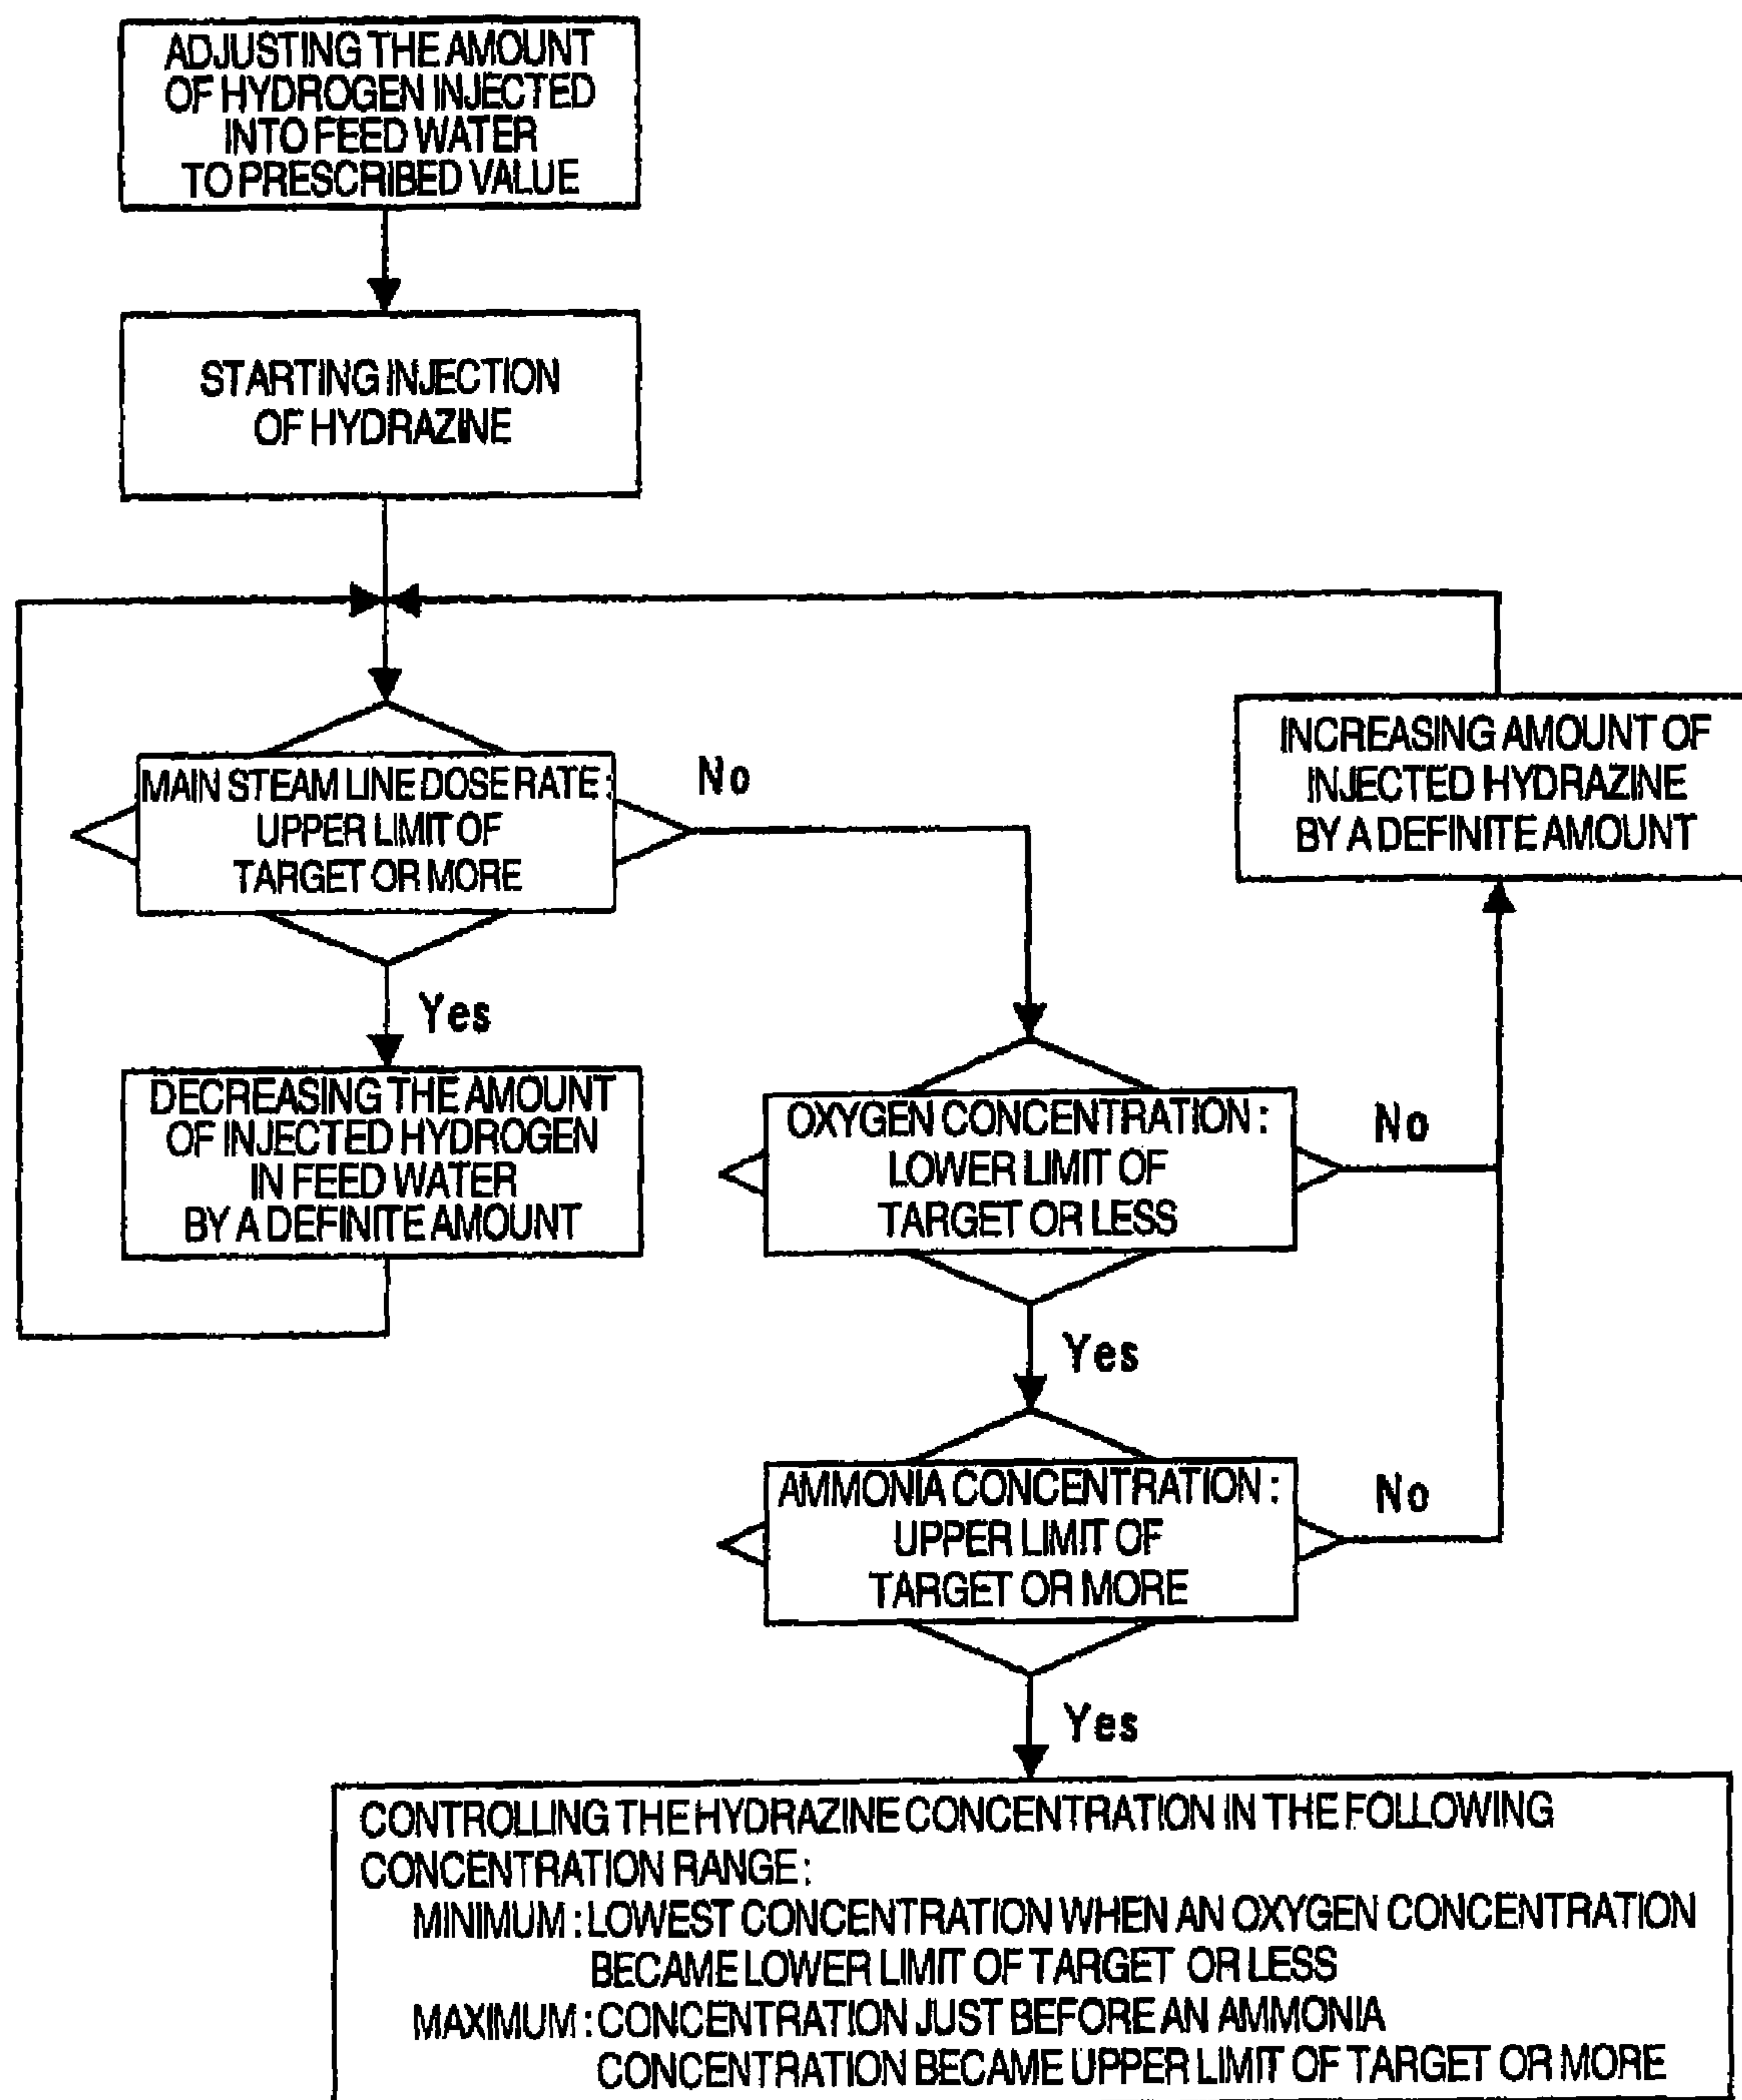 ADJUSTING THE AMOUNT
OF HYDROGEN INJECTED
INTO FEED WATER
TO PRESCRIBED VALUE
STARTING INJECTION
OF HYDRAZINE
MAIN STEAM LINE DOSE RATE :
UPPER LIMIT OF
TARGET OR MORE
No
Yes
DECREASING THE AMOUNT
OF INJECTED HYDROGEN
IN FEED WATER
BY A DEFINITE AMOUNT
INCREASING AMOUNT OF
INJECTED HYDRAZINE
BY A DEFINITE AMOUNT
OXYGEN CONCENTRATION :
LOWER LIMIT OF
TARGET OR LESS
No
Yes
AMMONIA CONCENTRATION :
UPPER LIMIT OF
TARGET OR MORE
No
Yes
CONTROLLING THE HYDRAZINE CONCENTRATION IN THE FOLLOWING
CONCENTRATION RANGE :
MINIMUM : LOWEST CONCENTRATION WHEN AN OXYGEN CONCENTRATION
BECAME LOWER LIMIT OF TARGET OR LESS
MAXIMUM : CONCENTRATION JUST BEFORE AN AMMONIA
CONCENTRATION BECAME UPPER LIMIT OF TARGET OR MORE